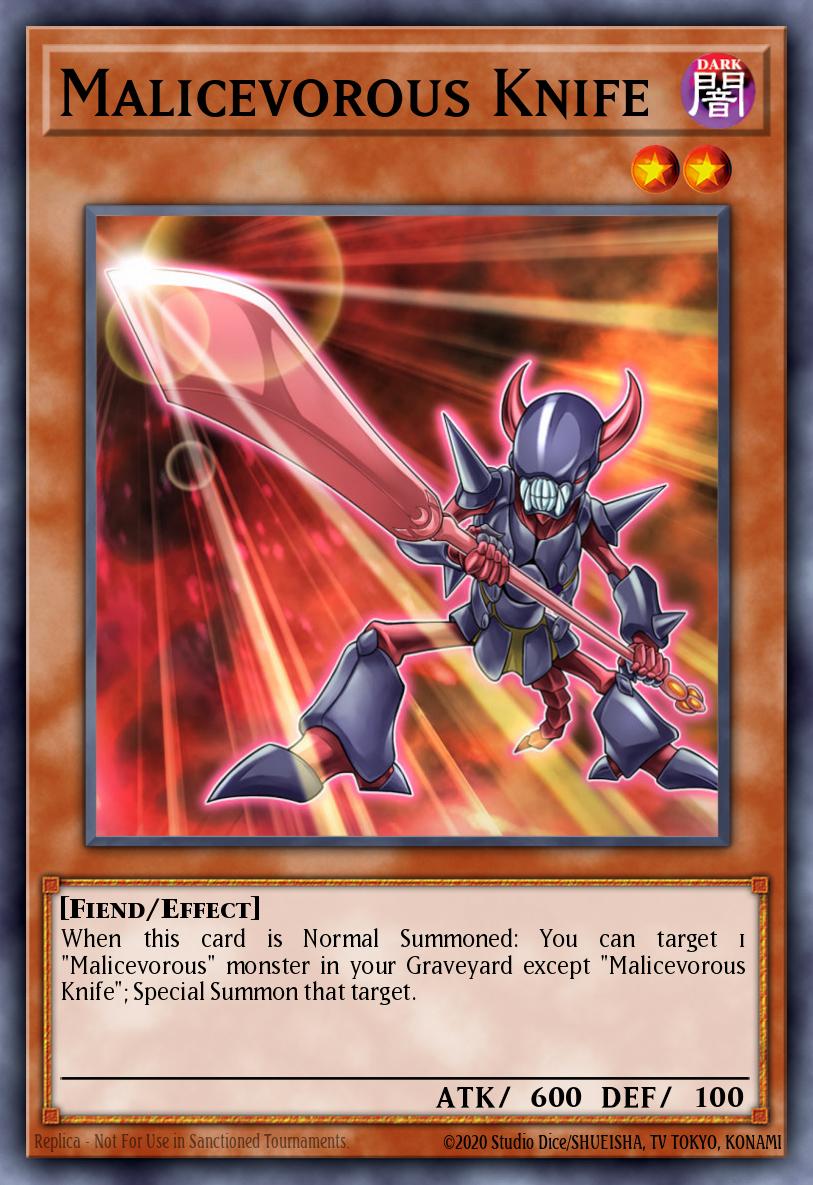 Malicevorous Knife
DARK
闇
[Fiend/Effect]
When this card is Normal Summoned: You can target 1
"Malicevorous" monster in your Graveyard except "Malicevorous
Knife"; Special Summon that target.
ATK/ 600 DEF/ 100
Replica - Not For Use in Sanctioned Tournaments.
©2020 Studio Dice/SHUEISHA, TV TOKYO, KONAMI